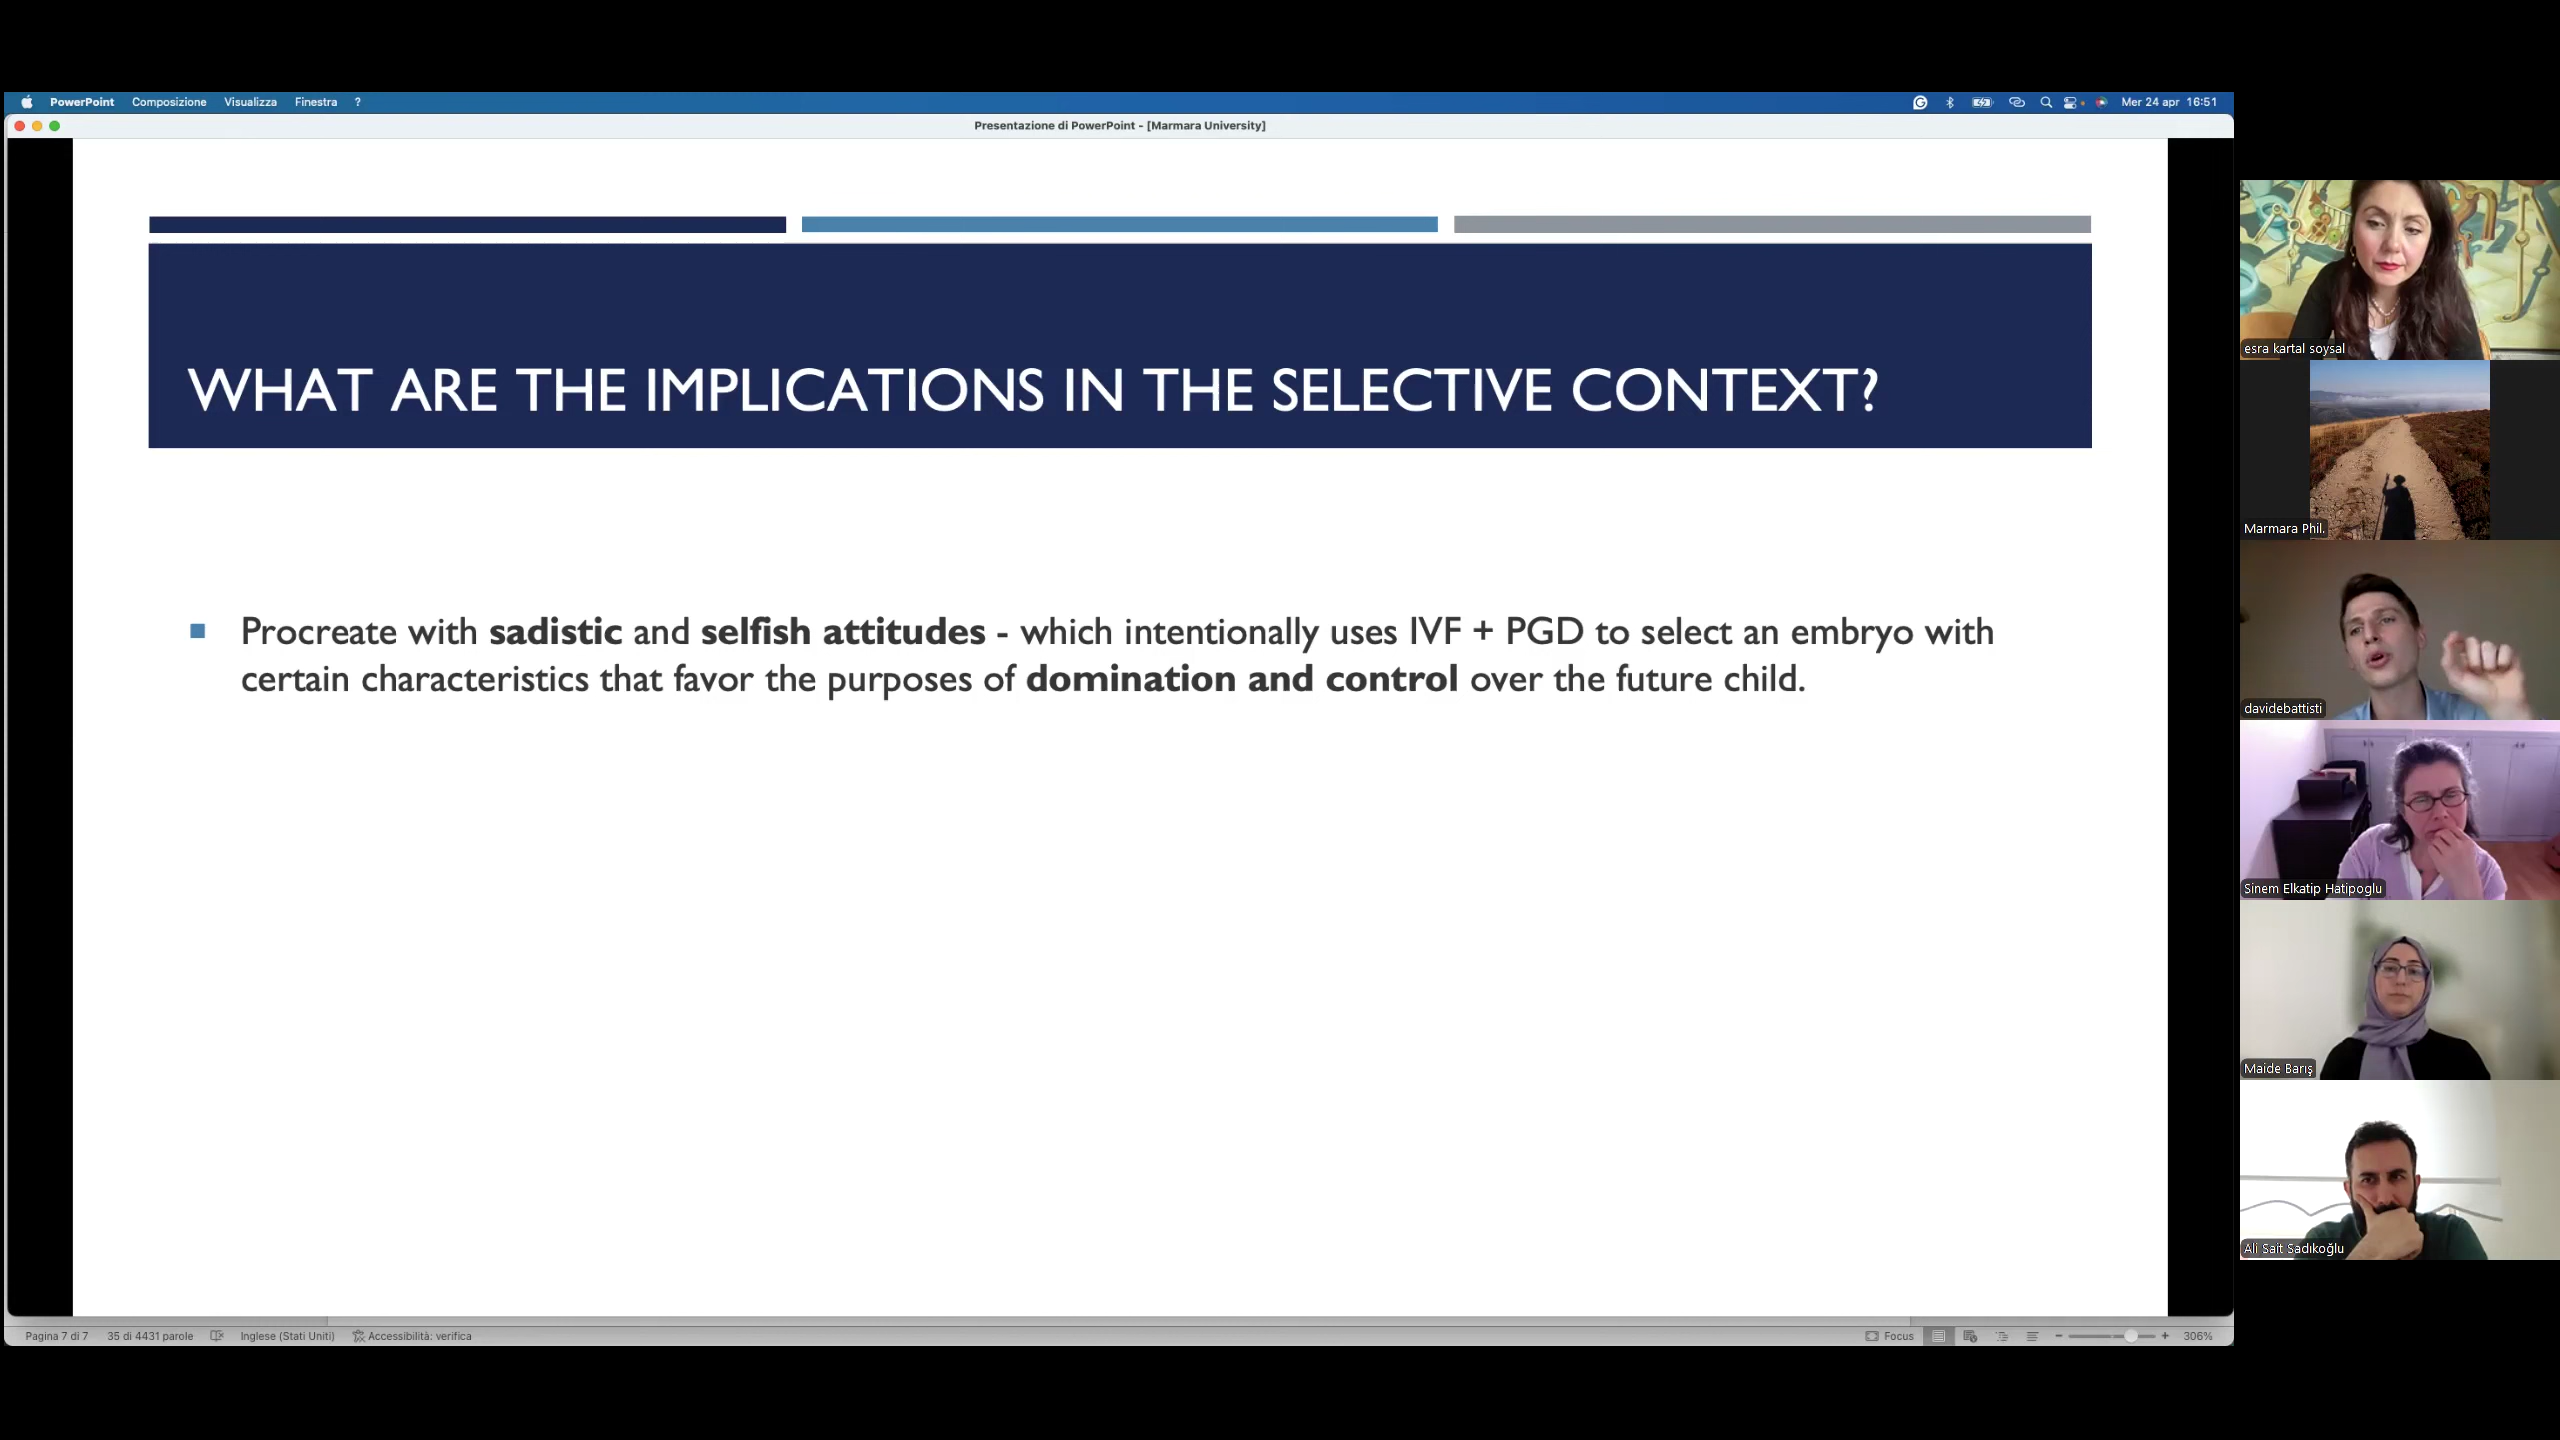 PowerPoint Composizione Visualizza Finestra ?
Mer 24 apr 16:51
Presentazione di PowerPoint - [Marmara University]
WHAT ARE THE IMPLICATIONS IN THE SELECTIVE CONTEXT?
Procreate with sadistic and selfish attitudes - which intentionally uses IVF + PGD to select an embryo with
certain characteristics that favor the purposes of domination and control over the future child.
Pagina 7 di 7 35 di 4431 parole Inglese (Stati Uniti) Accessibilità: verifica
Focus 306%
esra kartal soysal
Marmara Phil.
davidebattisti
Sinem Elkatip Hatipoglu
Maide Barış
Ali Sait Sadıkoğlu